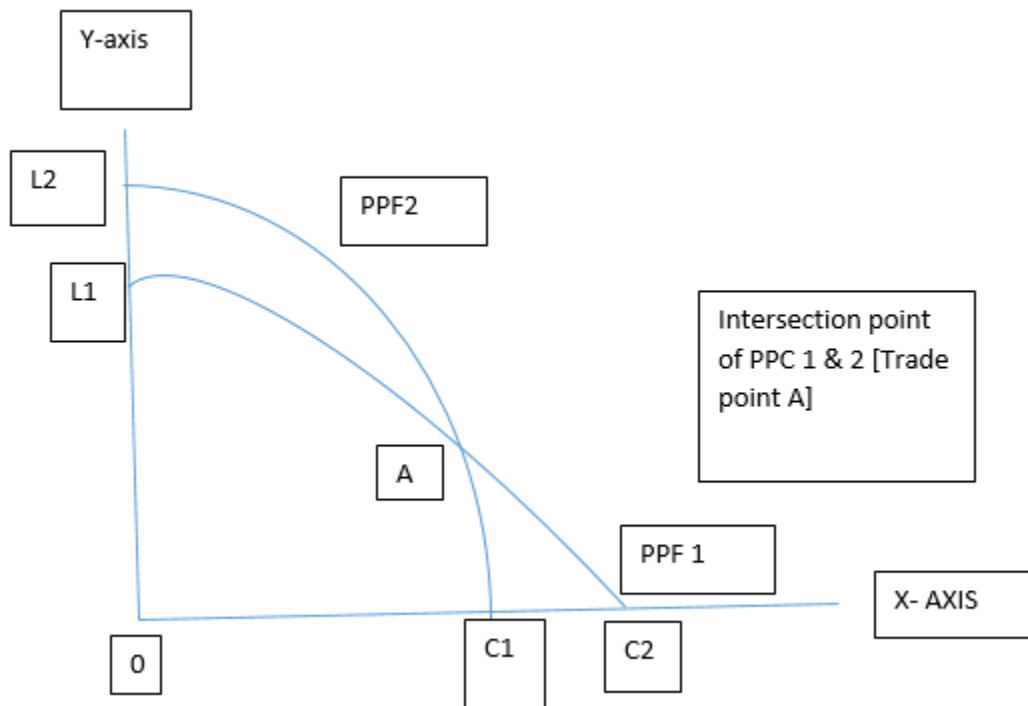 Y-axis
L2
PPF2
L1
Intersection point
of PPC 1 & 2 [Trade
point A]
A
PPF 1
X- AXIS
0
C1
C2